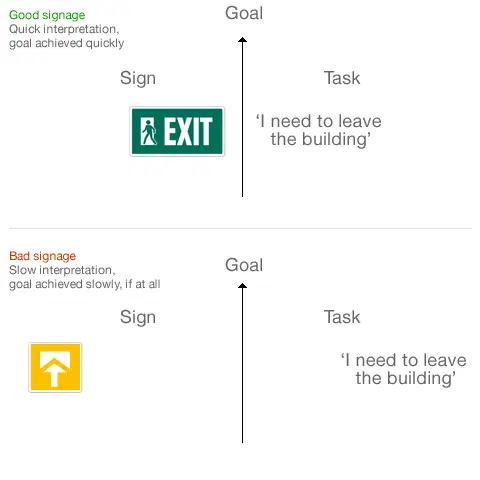 Good signage
Quick interpretation,
goal achieved quickly
Goal
Sign
Task
EXIT
‘I need to leave
the building’
Bad signage
Slow interpretation,
goal achieved slowly, if at all
Goal
Sign
Task
‘I need to leave
the building’